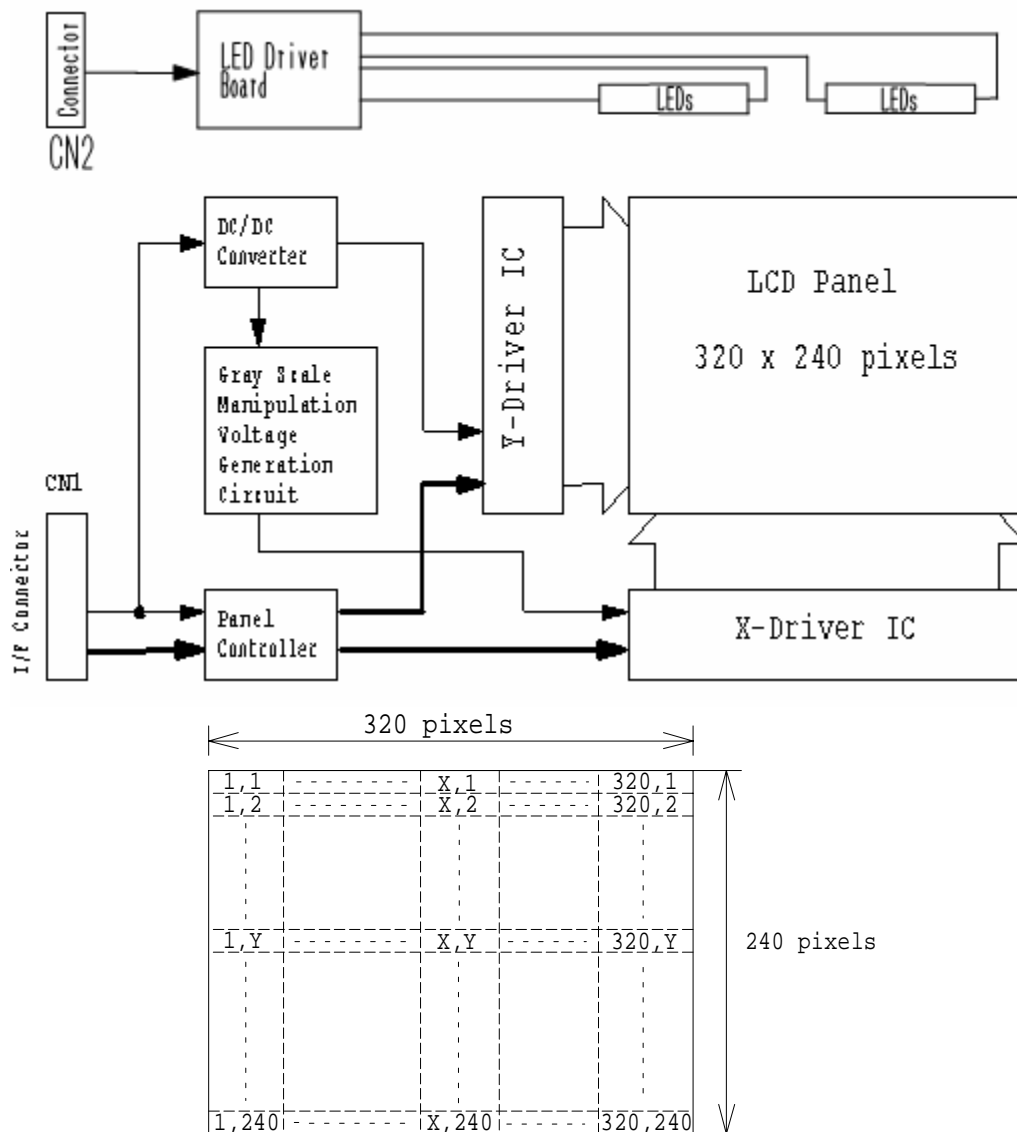 Connector
CN2
LED Driver
Board
LEDs
LEDs
DC/DC
Converter
Gray Scale
Manipulation
Voltage
Generation
Circuit
Y-Driver IC
LCD Panel
320 x 240 pixels
CN1
I/F Connector
Panel
Controller
X-Driver IC
320 pixels
1,1 X,1 320,1
1,2 X,2 320,2
1,Y X,Y 320,Y
240 pixels
1,240 X,240 320,240